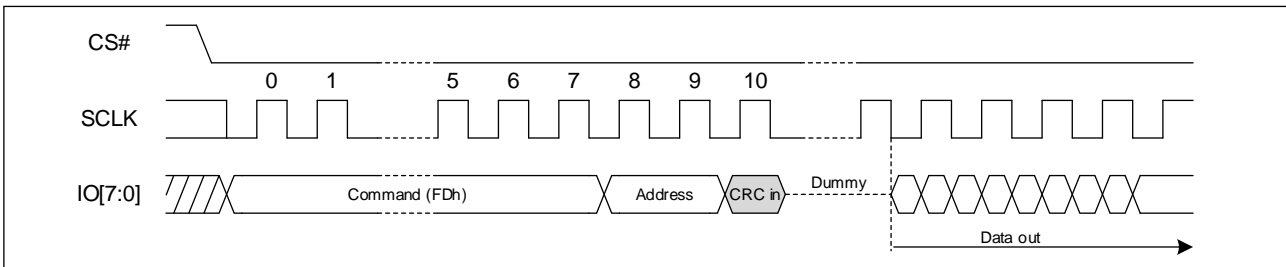 CS#
0 1 5 6 7 8 9 10
SCLK
IO[7:0] Command (FDh) Address CRC in Dummy
Data out